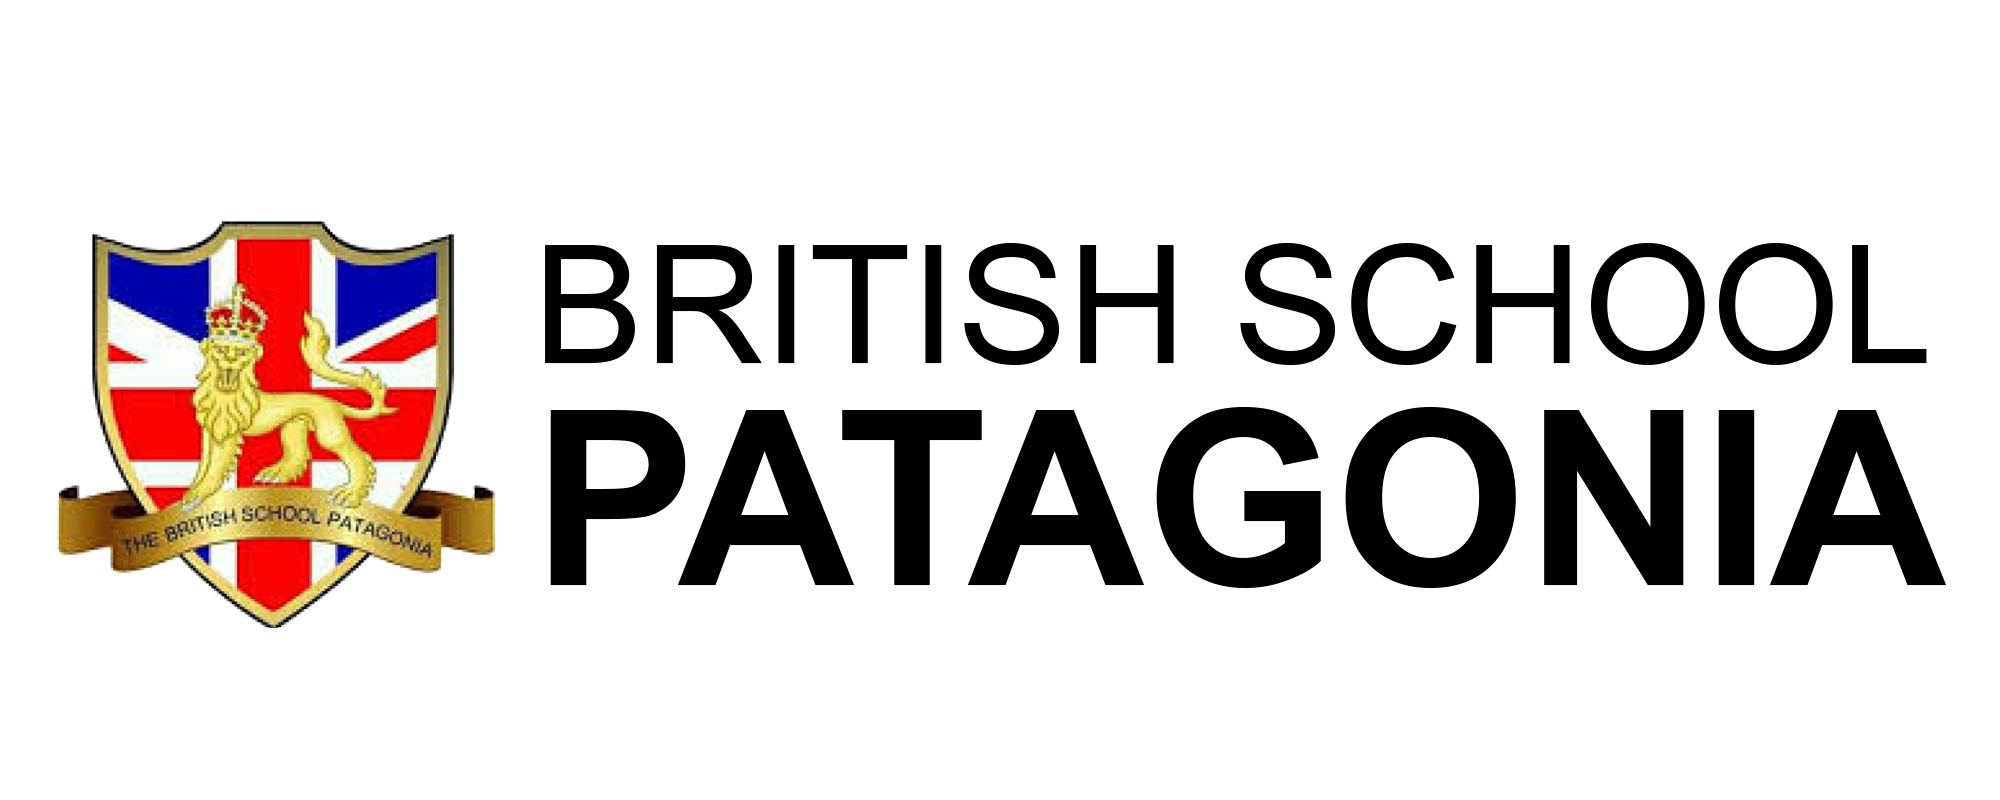 THE BRITISH SCHOOL PATAGONIA
BRITISH SCHOOL
PATAGONIA